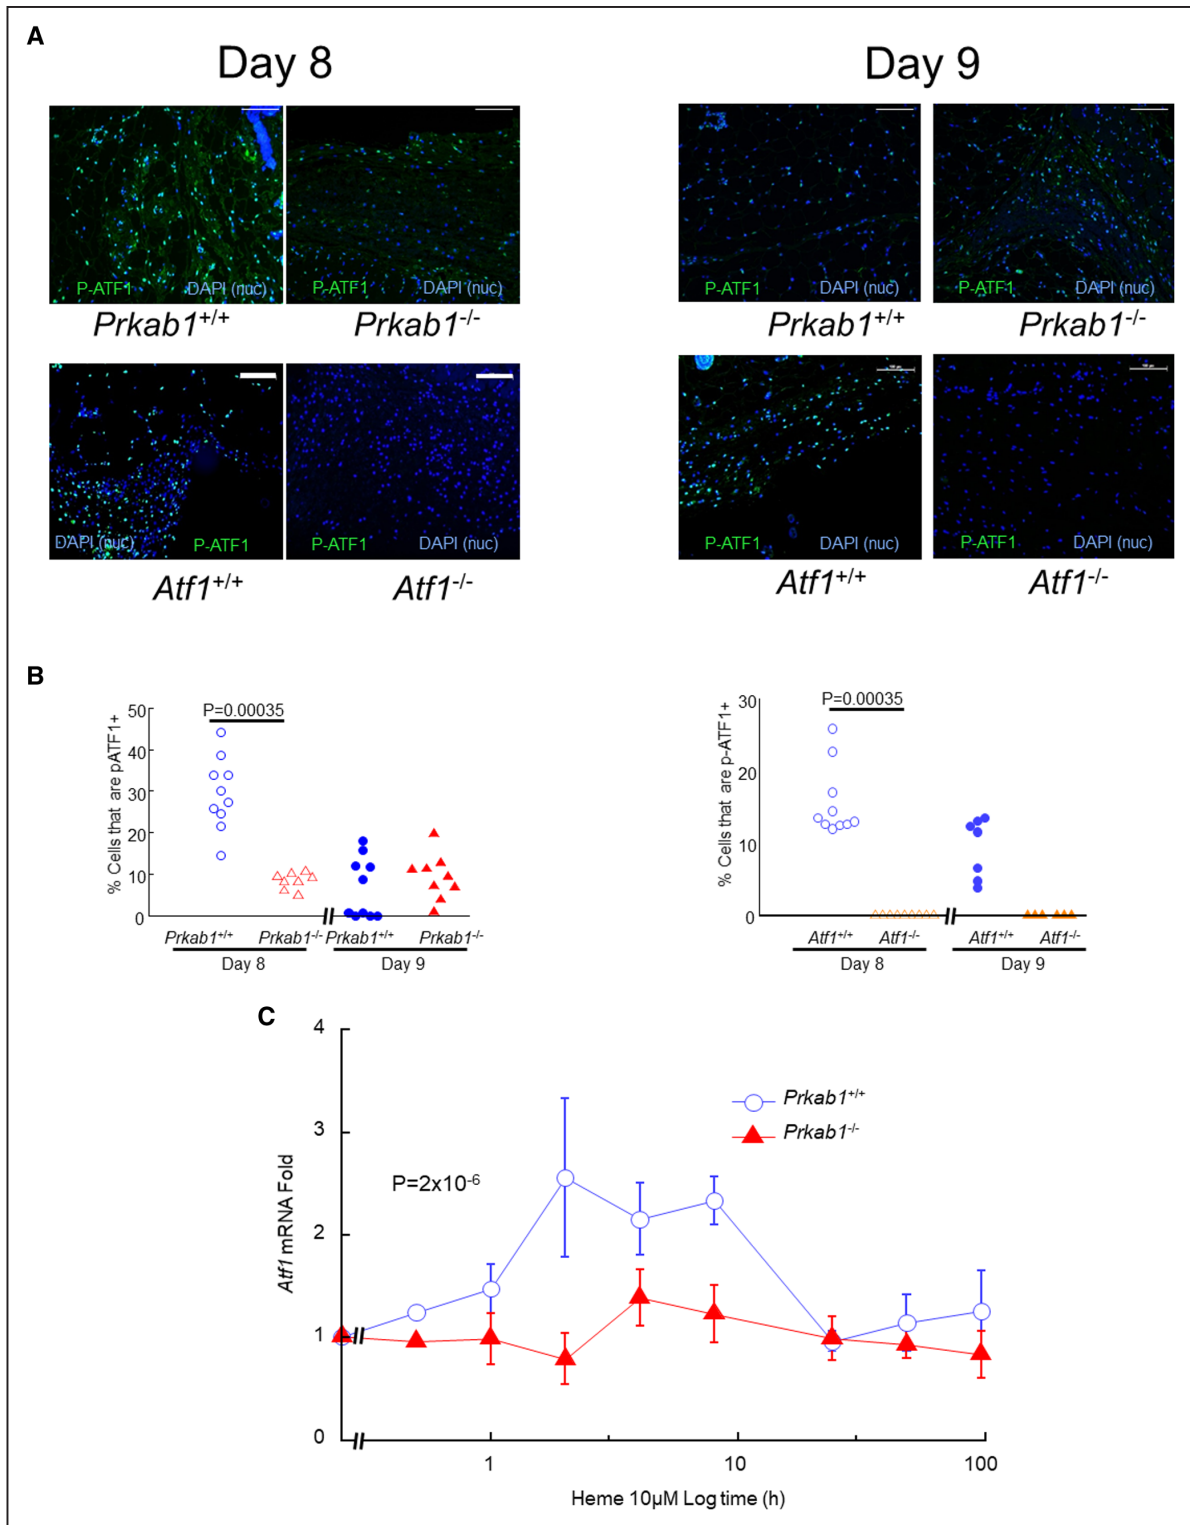 A
Day 8
Day 9
P-ATF1 DAPI (nuc)
P-ATF1 DAPI (nuc)
P-ATF1 DAPI (nuc)
P-ATF1 DAPI (nuc)
Prkab1+/+
Prkab1-/-
Prkab1+/+
Prkab1-/-
DAPI (nuc) P-ATF1
P-ATF1 DAPI (nuc)
P-ATF1 DAPI (nuc)
P-ATF1 DAPI (nuc)
Atf1+/+
Atf1-/-
Atf1+/+
Atf1-/-
B
% Cells that are pATF1+
50
40
30
20
10
0
P=0.00035
Prkab1+/+
Prkab1-/-
Prkab1+/+
Prkab1-/-
Day 8
Day 9
% Cells that are p-ATF1+
30
20
10
0
P=0.00035
Atf1+/+
Atf1-/-
Atf1+/+
Atf1-/-
Day 8
Day 9
C
Atf1 mRNA Fold
4
3
2
1
0
P=2x10-6
Prkab1+/+
Prkab1-/-
1
10
100
Heme 10µM Log time (h)